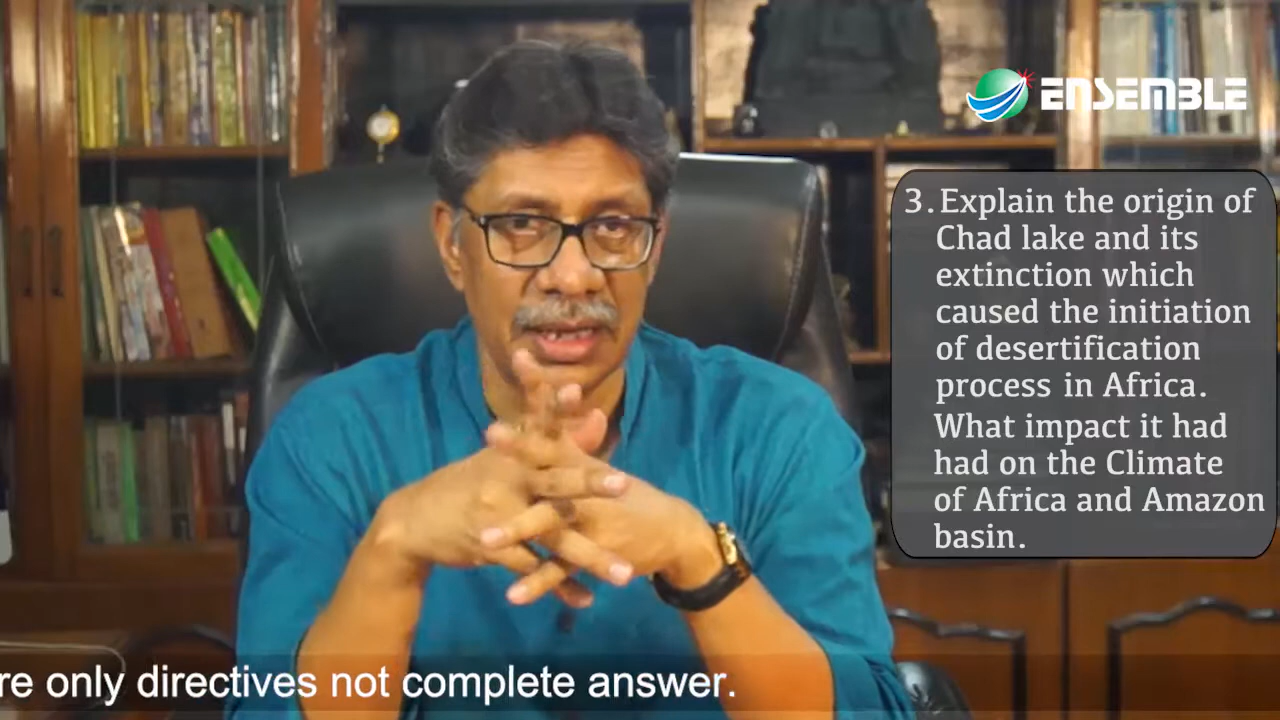 ENSEMBLE
3. Explain the origin of
Chad lake and its
extinction which
caused the initiation
of desertification
process in Africa.
What impact it had
had on the Climate
of Africa and Amazon
basin.
re only directives not complete answer.